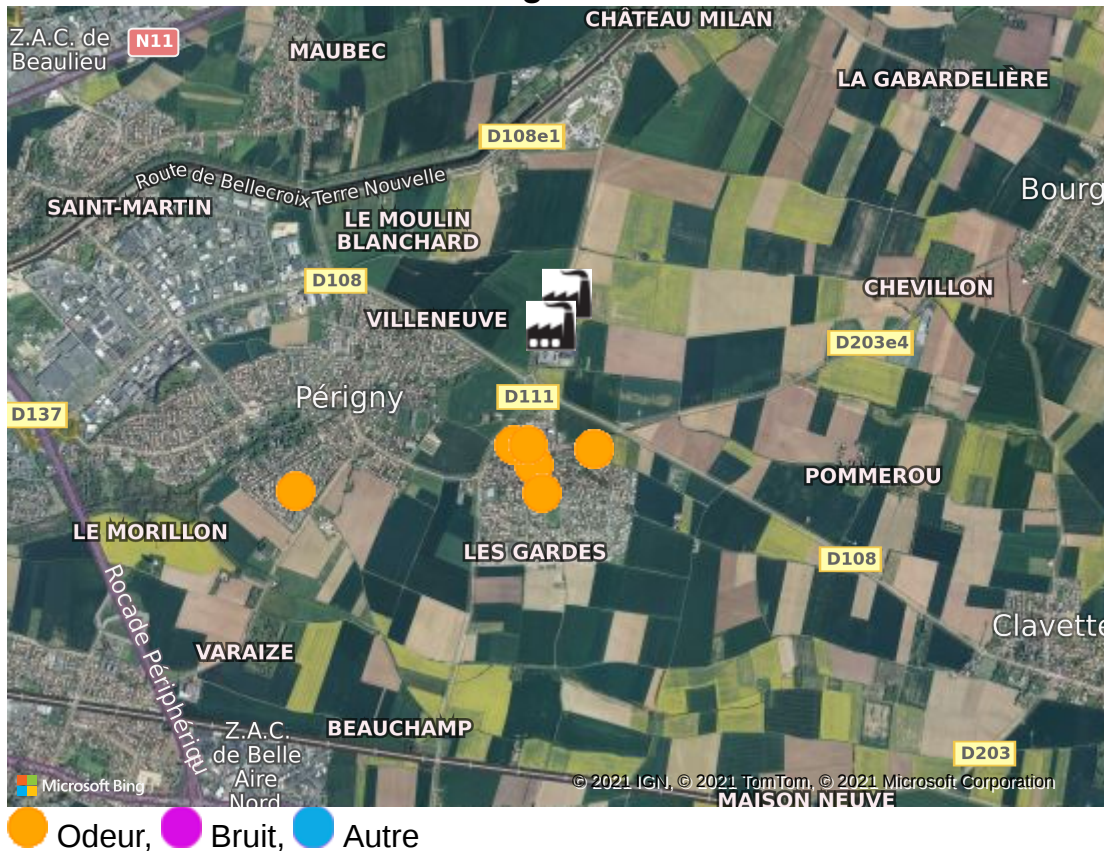 CHÂTEAU MILAN
Z.A.C. de
Beaulieu
N11
MAUBEC
LA GABARDELIÈRE
D108e1
Route de Bellecroix Terre Nouvelle
SAINT-MARTIN
Bourg
LE MOULIN
BLANCHARD
D108
CHEVILLON
VILLENEUVE
D203e4
Périgny
D111
D137
POMMEROU
LE MORILLON
LES GARDES
D108
Rocade Périphériqu
Clavette
VARAIZE
BEAUCHAMP
Z.A.C.
de Belle
Aire
Nord
D203
Microsoft Bing
© 2021 IGN, © 2021 TomTom, © 2021 Microsoft Corporation
MAISON NEUVE
Odeur, Bruit, Autre